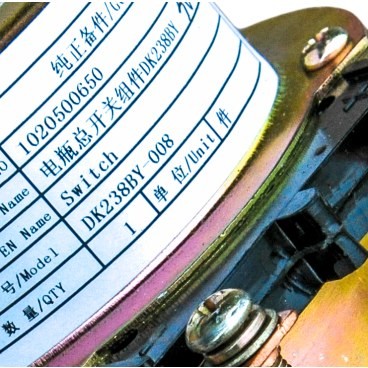 纯正备件/G
NO 1020500650
Name 电瓶总开关组件DK238BY
EN Name Switch
号/Model DK238BY-008
数量/QTY 1 单位/Unit 件